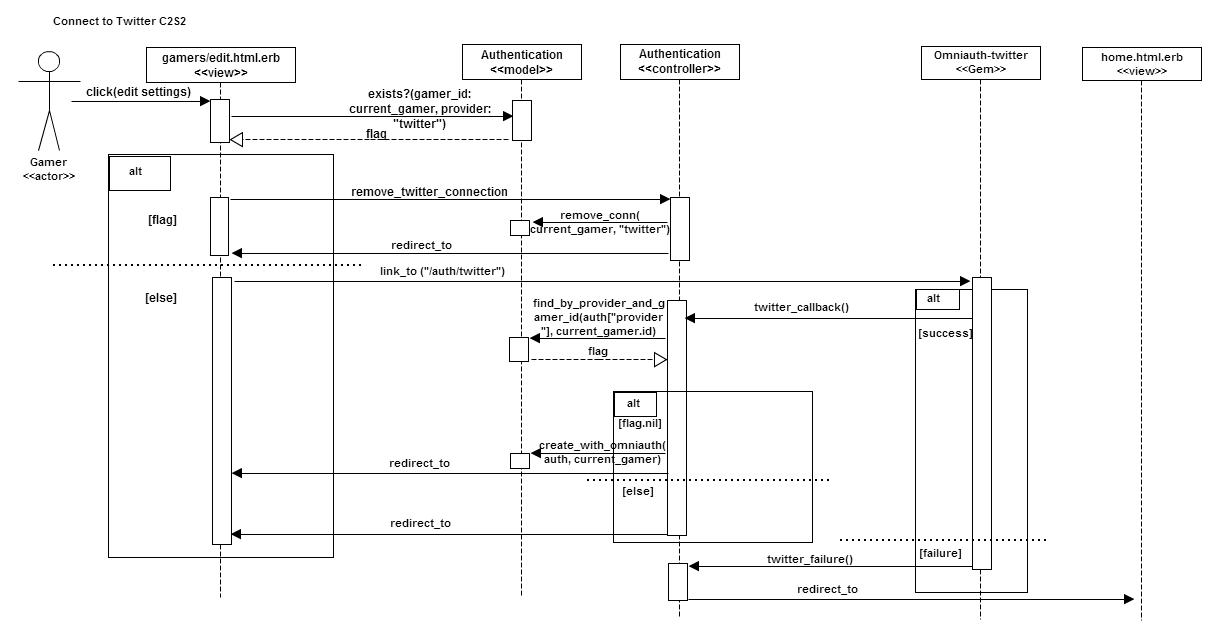 Connect to Twitter C2S2
gamers/edit.html.erb
<<view>>
Authentication
<<model>>
Authentication
<<controller>>
Omniauth-twitter
<<Gem>>
home.html.erb
<<view>>
click(edit settings)
exists?(gamer_id:
current_gamer, provider:
"twitter")
flag
Gamer
<<actor>>
alt
[flag]
remove_twitter_connection
remove_conn(
current_gamer, "twitter")
redirect_to
link_to ("/auth/twitter")
[else]
alt
twitter_callback()
[success]
find_by_provider_and_g
amer_id(auth["provider
"], current_gamer.id)
flag
alt
[flag.nil]
create_with_omniauth(
auth, current_gamer)
redirect_to
[else]
redirect_to
[failure]
twitter_failure()
redirect_to